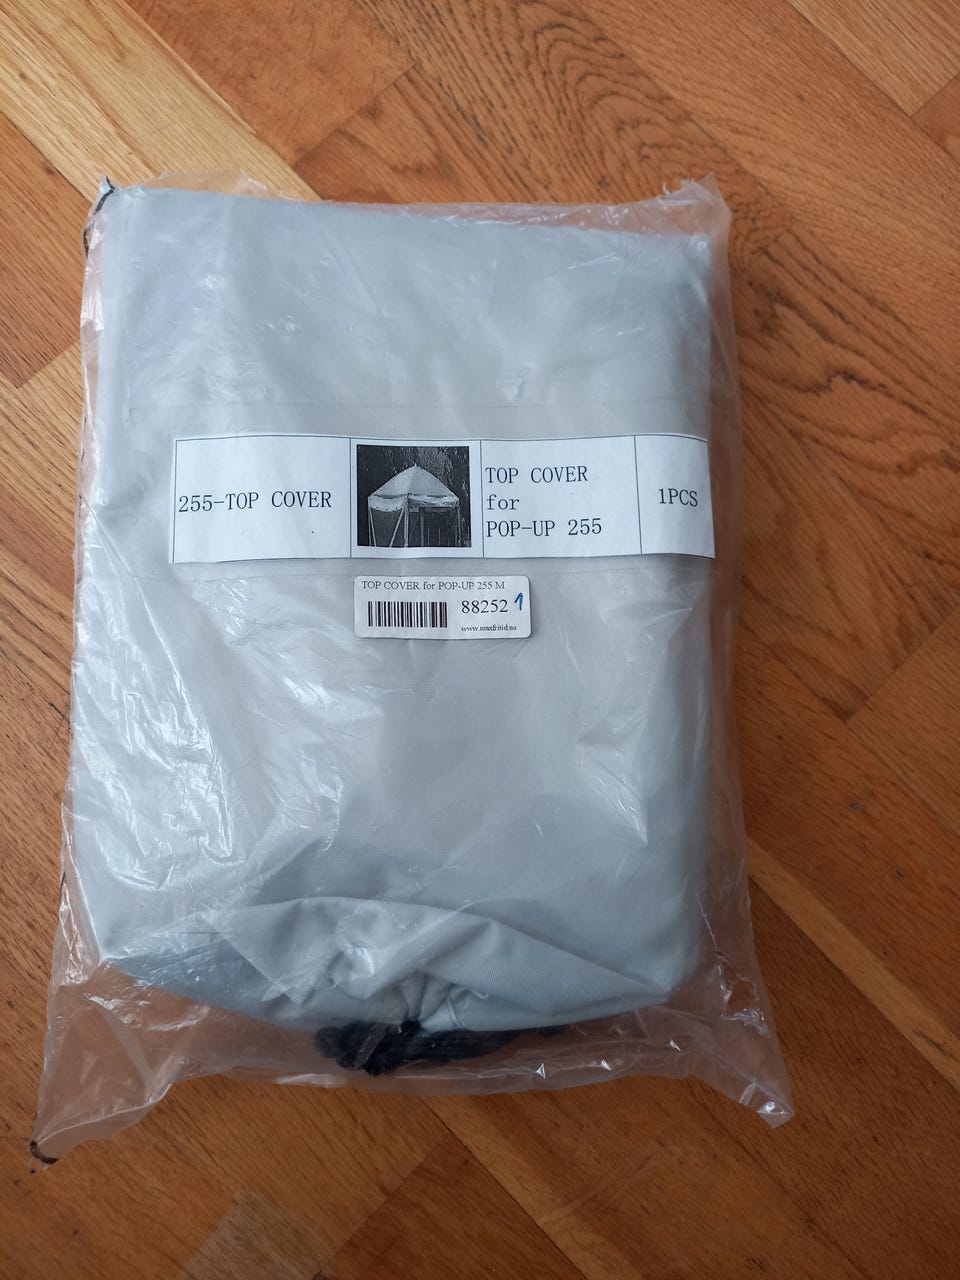 255-TOP COVER
TOP COVER
for
POP-UP 255
1PCS
TOP COVER for POP-UP 255 M
88252 1
www.maxfritid.no